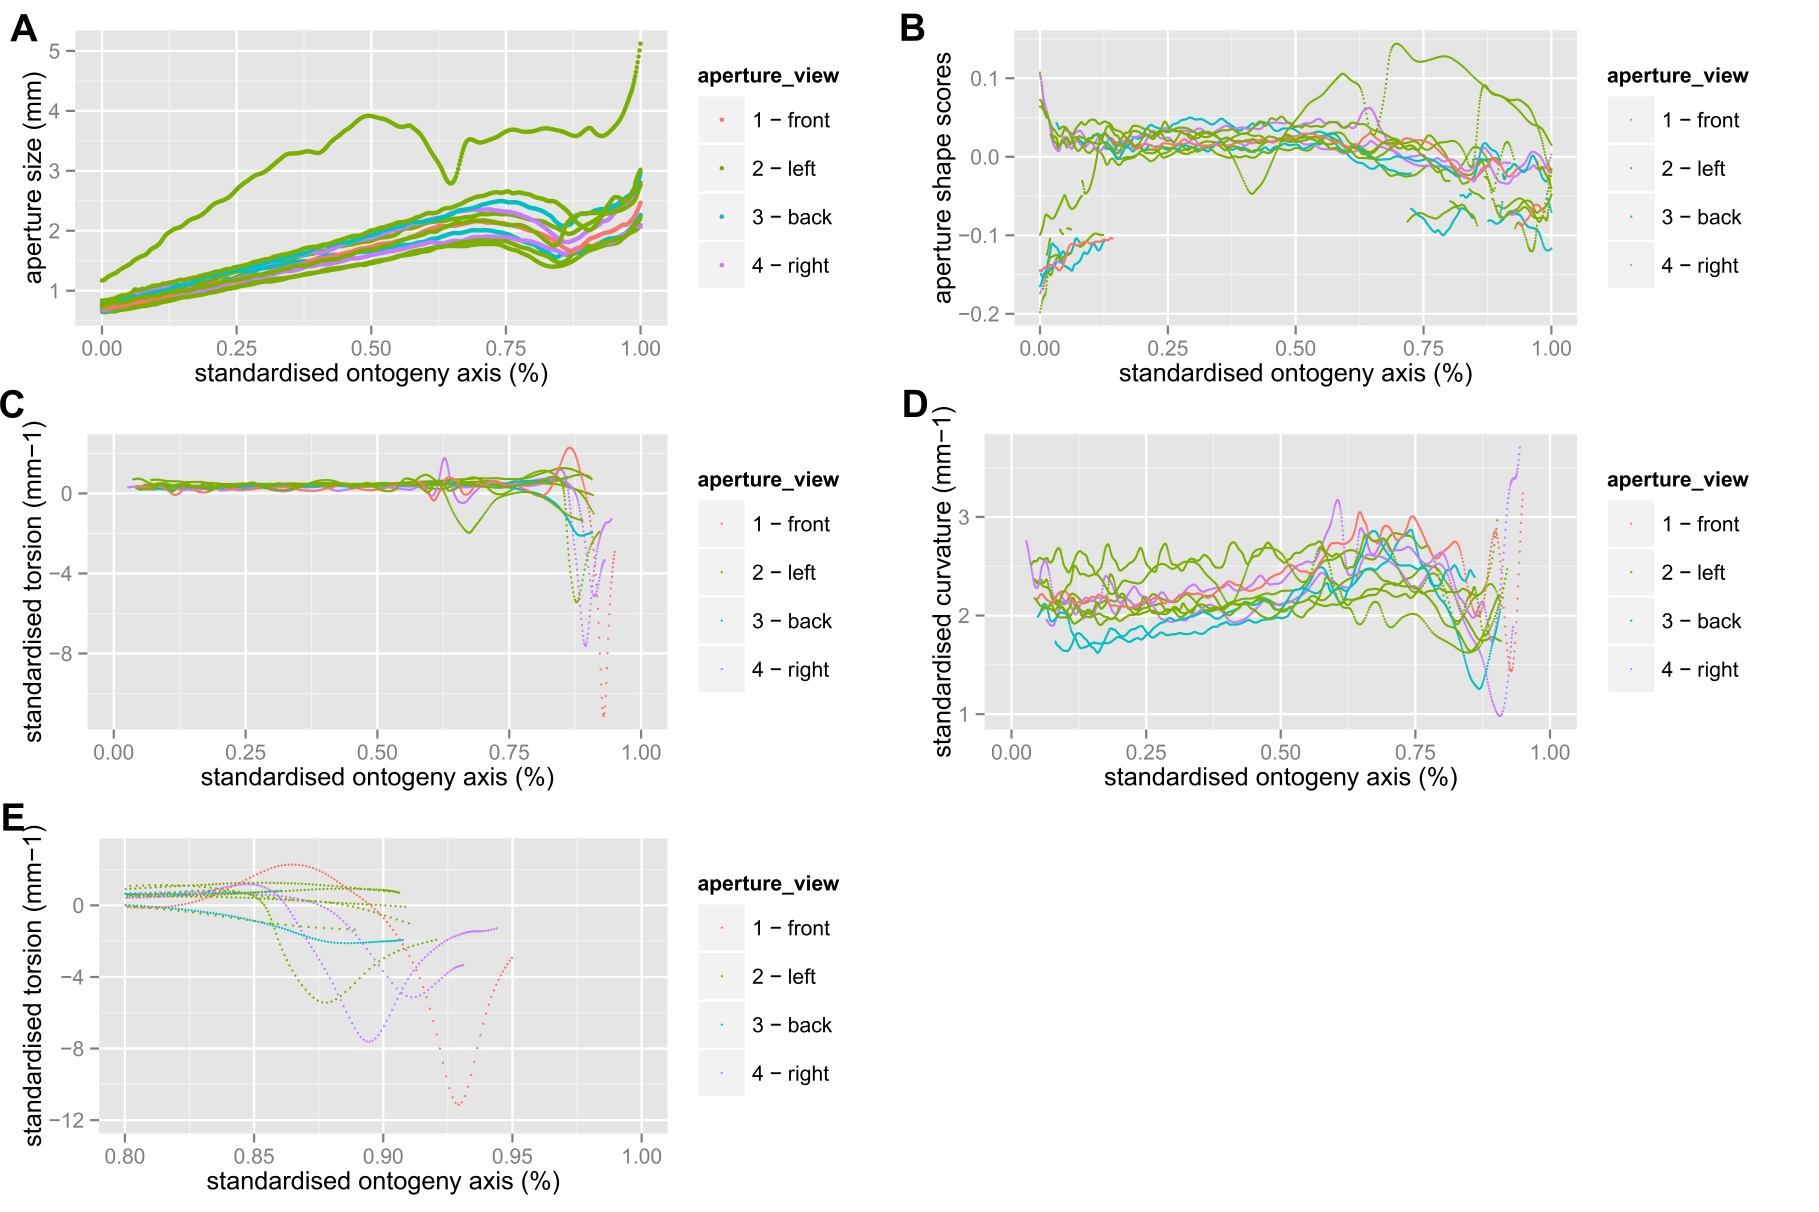 A
aperture size (mm)
5
4
3
2
1
0.00 0.25 0.50 0.75 1.00
standardised ontogeny axis (%)
aperture_view
1 − front
2 − left
3 − back
4 − right
B
aperture shape scores
0.1
0.0
−0.1
−0.2
0.00 0.25 0.50 0.75 1.00
standardised ontogeny axis (%)
aperture_view
1 − front
2 − left
3 − back
4 − right
C
standardised torsion (mm−1)
0
−4
−8
0.00 0.25 0.50 0.75 1.00
standardised ontogeny axis (%)
aperture_view
1 − front
2 − left
3 − back
4 − right
D
standardised curvature (mm−1)
3
2
1
0.00 0.25 0.50 0.75 1.00
standardised ontogeny axis (%)
aperture_view
1 − front
2 − left
3 − back
4 − right
E
standardised torsion (mm−1)
0
−4
−8
−12
0.80 0.85 0.90 0.95 1.00
standardised ontogeny axis (%)
aperture_view
1 − front
2 − left
3 − back
4 − right